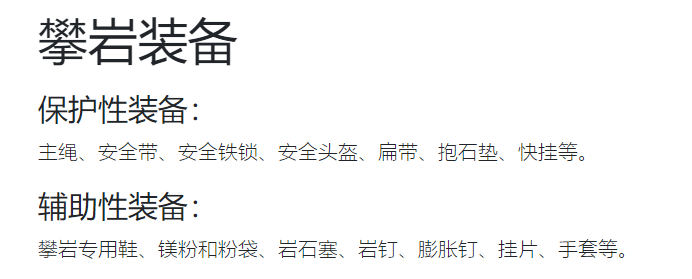 攀岩装备
保护性装备：
主绳、安全带、安全铁锁、安全头盔、扁带、抱石垫、快挂等。
辅助性装备：
攀岩专用鞋、镁粉和粉袋、岩石塞、岩钉、膨胀钉、挂片、手套等。